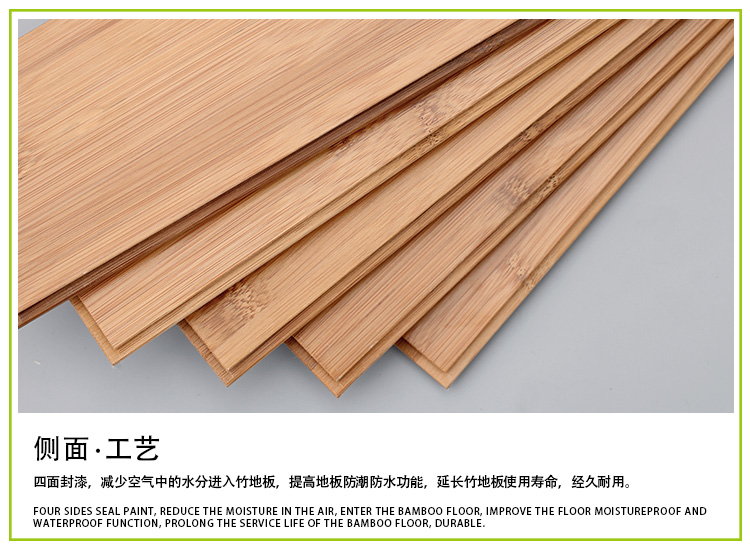 侧面·工艺
四面封漆，减少空气中的水分进入竹地板，提高地板防潮防水功能，延长竹地板使用寿命，经久耐用。
FOUR SIDES SEAL PAINT, REDUCE THE MOISTURE IN THE AIR, ENTER THE BAMBOO FLOOR, IMPROVE THE FLOOR MOISTUREPROOF AND
WATERPROOF FUNCTION, PROLONG THE SERVICE LIFE OF THE BAMBOO FLOOR, DURABLE.